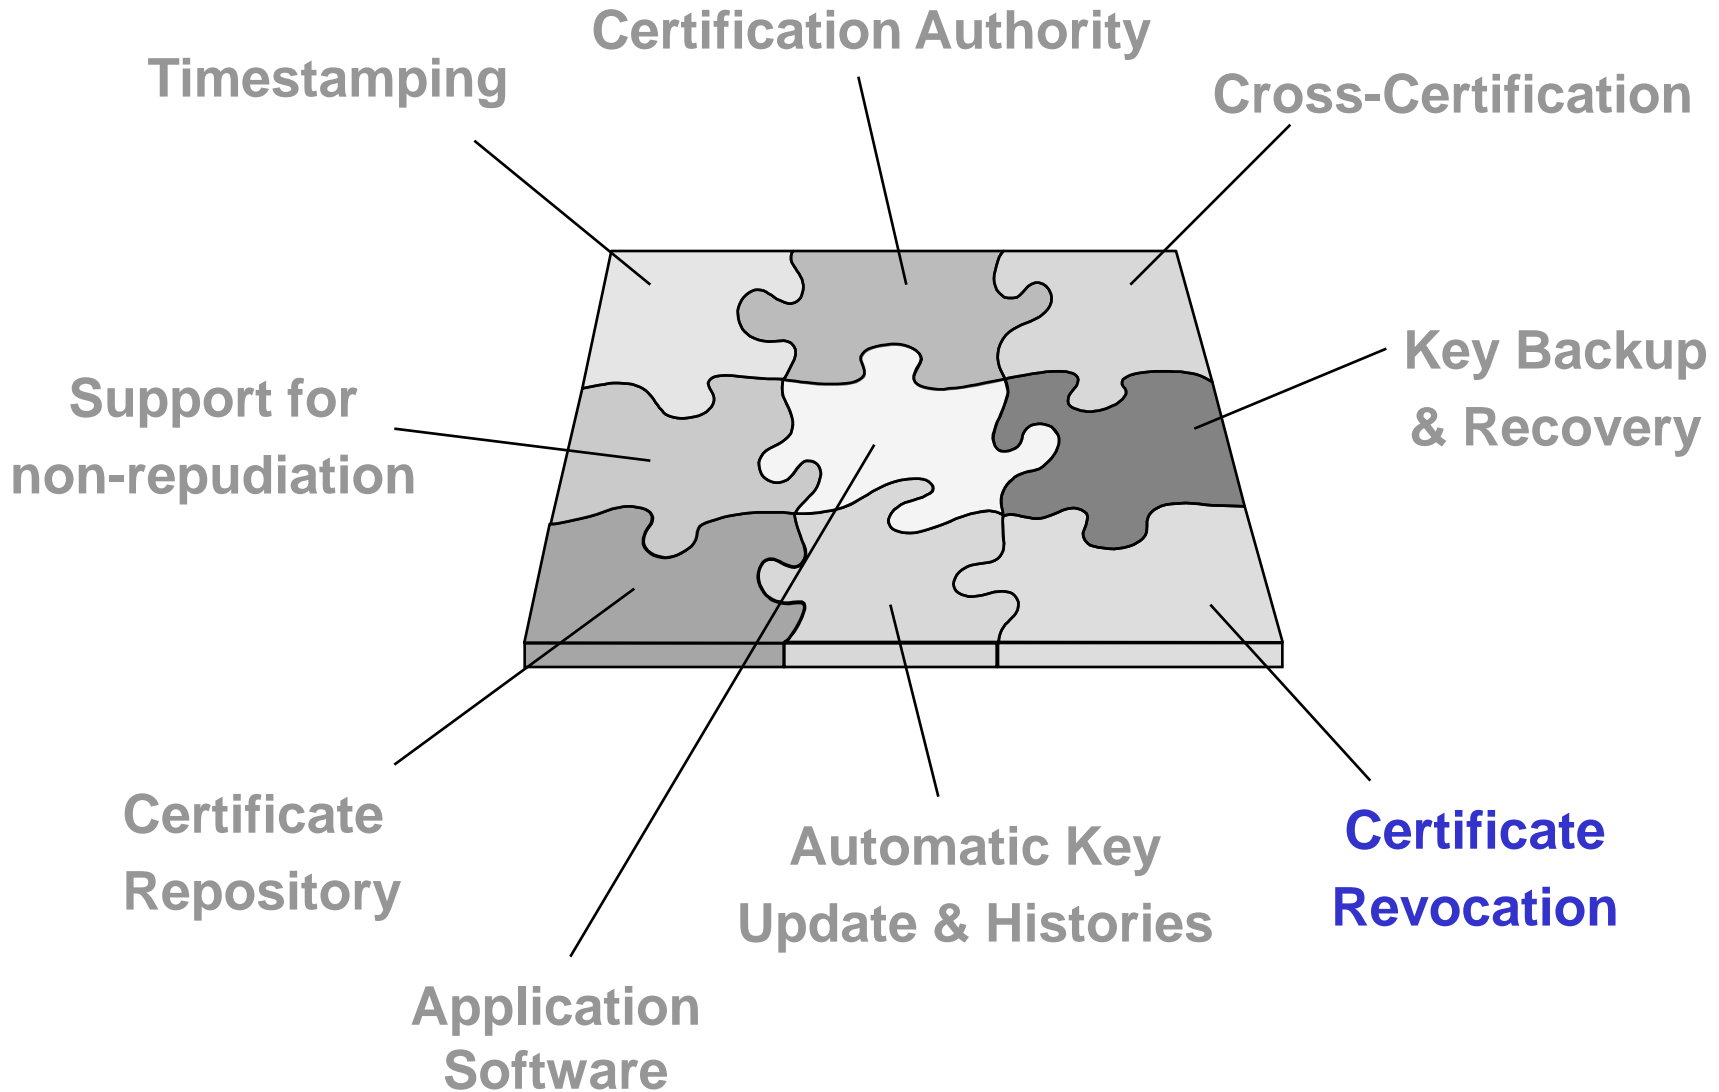 Certification Authority
Timestamping
Cross-Certification
Key Backup
& Recovery
Support for
non-repudiation
Certificate
Repository
Automatic Key
Update & Histories
Certificate
Revocation
Application
Software